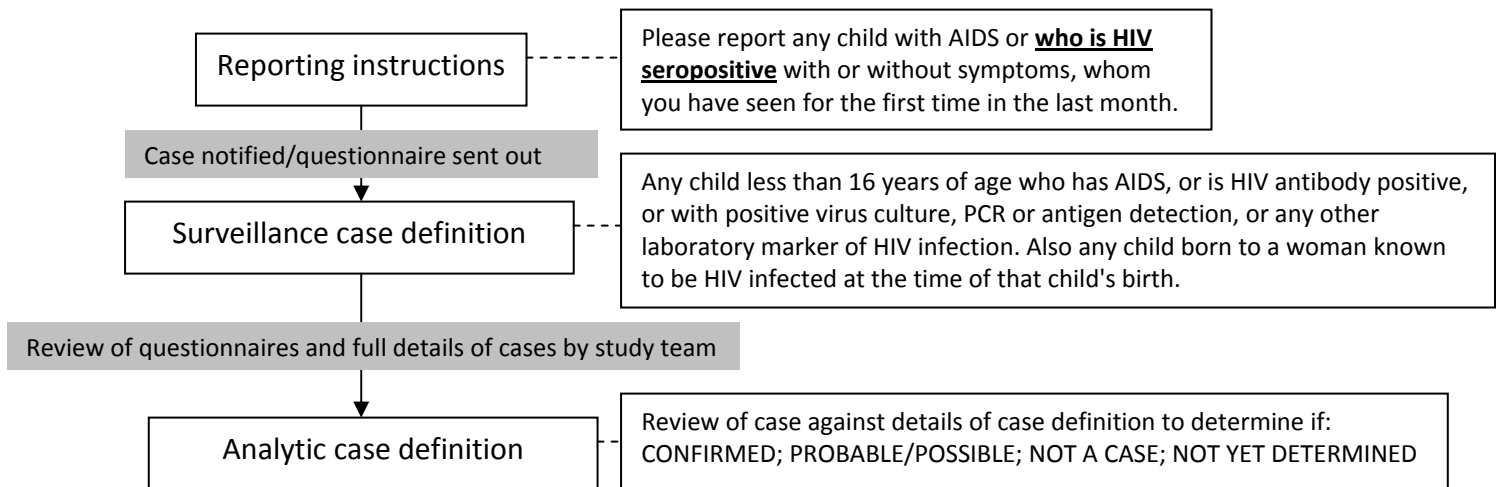 Reporting instructions
Please report any child with AIDS or who is HIV
seropositive with or without symptoms, whom
you have seen for the first time in the last month.
Case notified/questionnaire sent out
Surveillance case definition
Any child less than 16 years of age who has AIDS, or is HIV antibody positive,
or with positive virus culture, PCR or antigen detection, or any other
laboratory marker of HIV infection. Also any child born to a woman known
to be HIV infected at the time of that child's birth.
Review of questionnaires and full details of cases by study team
Analytic case definition
Review of case against details of case definition to determine if:
CONFIRMED; PROBABLE/POSSIBLE; NOT A CASE; NOT YET DETERMINED